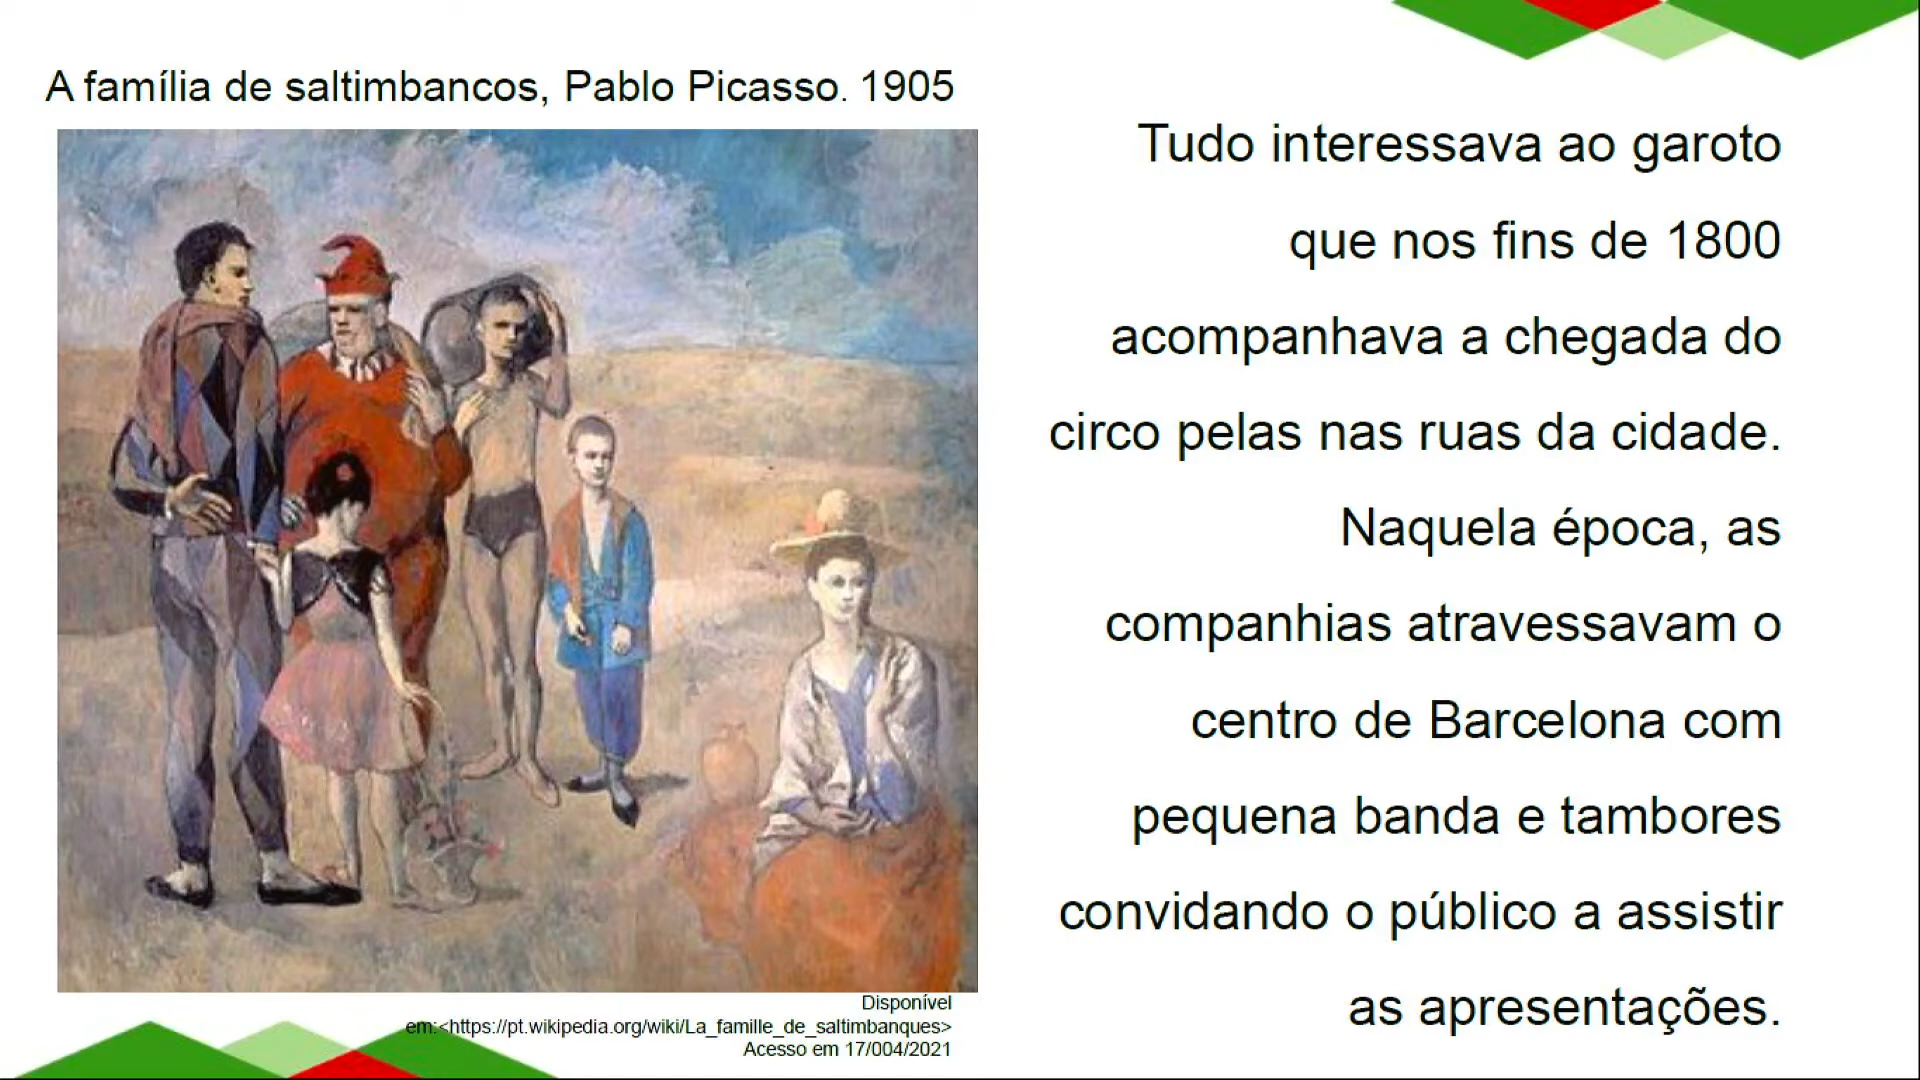 A família de saltimbancos, Pablo Picasso. 1905
Tudo interessava ao garoto
que nos fins de 1800
acompanhava a chegada do
circo pelas nas ruas da cidade.
Naquela época, as
companhias atravessavam o
centro de Barcelona com
pequena banda e tambores
convidando o público a assistir
as apresentações.
Disponível
em:<https://pt.wikipedia.org/wiki/La_famille_de_saltimbanques>
Acesso em 17/004/2021